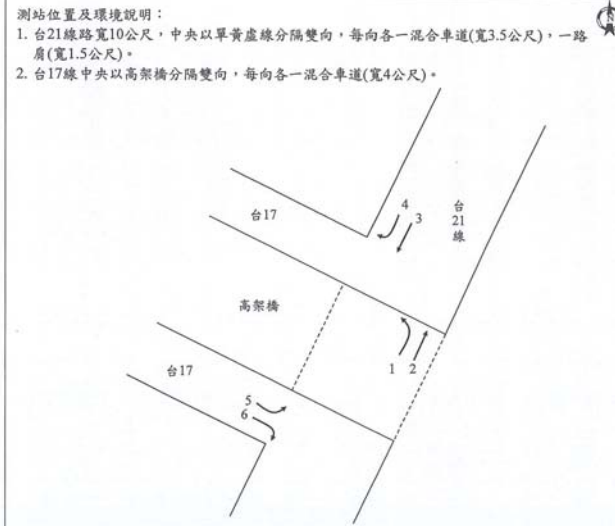 測站位置及環境說明：
1. 台21線路寬10公尺，中央以單黃虛線分隔雙向，每向各一混合車道(寬3.5公尺)，一路
肩(寬1.5公尺)。
2. 台17線中央以高架橋分隔雙向，每向各一混合車道(寬4公尺)。
台17
4
3
台
21
線
高架橋
1 2
台17
5
6